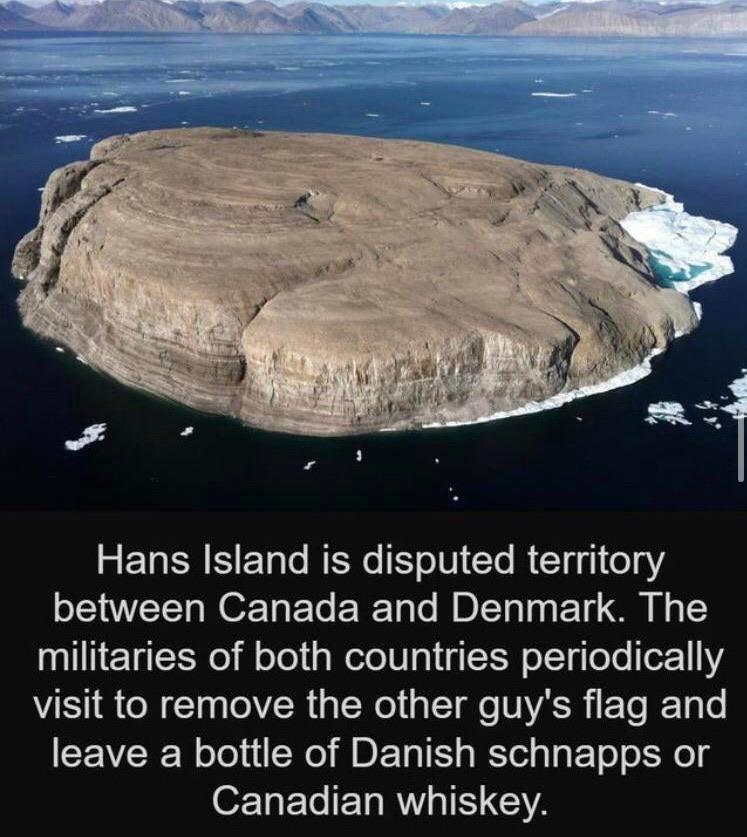 Hans Island is disputed territory
between Canada and Denmark. The
militaries of both countries periodically
visit to remove the other guy's flag and
leave a bottle of Danish schnapps or
Canadian whiskey.